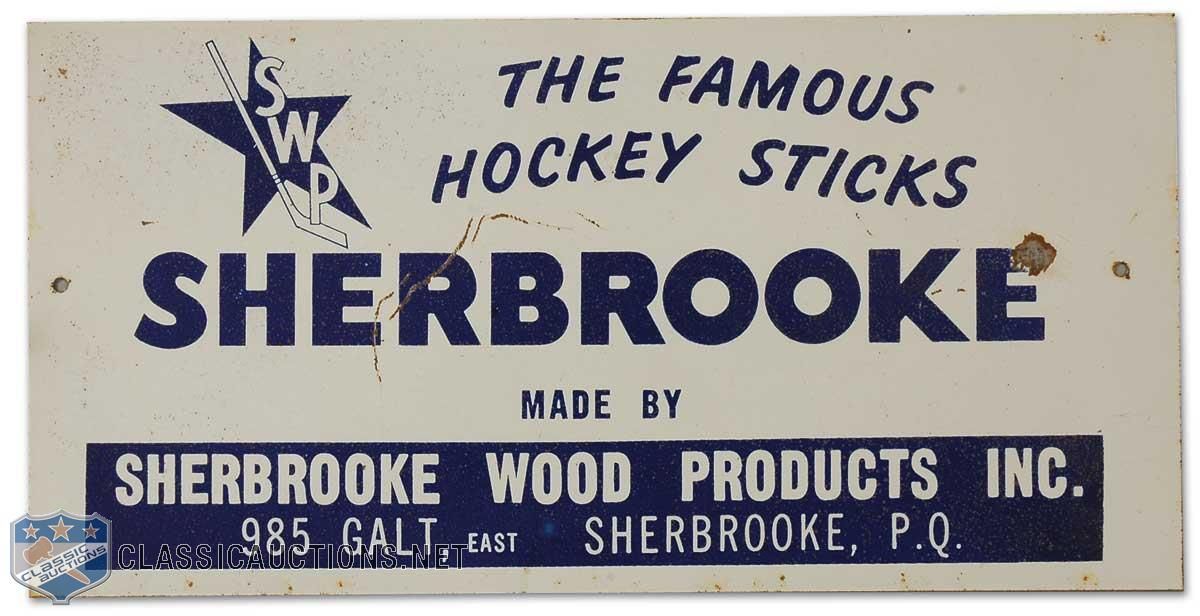 SWP
THE FAMOUS
HOCKEY STICKS
SHERBROOKE
MADE BY
SHERBROOKE WOOD PRODUCTS INC.
985 GALT, EAST SHERBROOKE, P.Q.
CLASSIC AUCTIONS
CLASSICAUCTIONS.NET